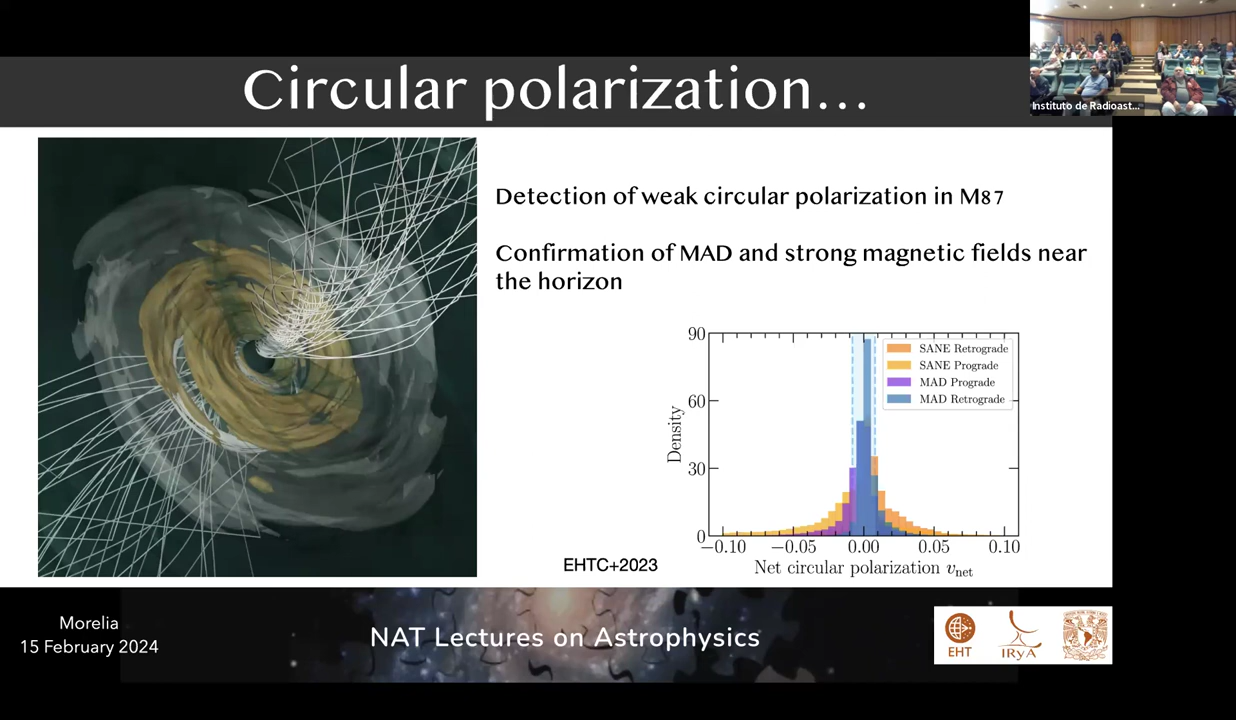 Circular polarization...
Instituto de Radioast...
Detection of weak circular polarization in M87
Confirmation of MAD and strong magnetic fields near
the horizon
90
60
30
0
Density
SANE Retrograde
SANE Prograde
MAD Prograde
MAD Retrograde
−0.10
−0.05
0.00
0.05
0.10
Net circular polarization vnet
EHTC+2023
Morelia
15 February 2024
NAT Lectures on Astrophysics
EHT
IRyA